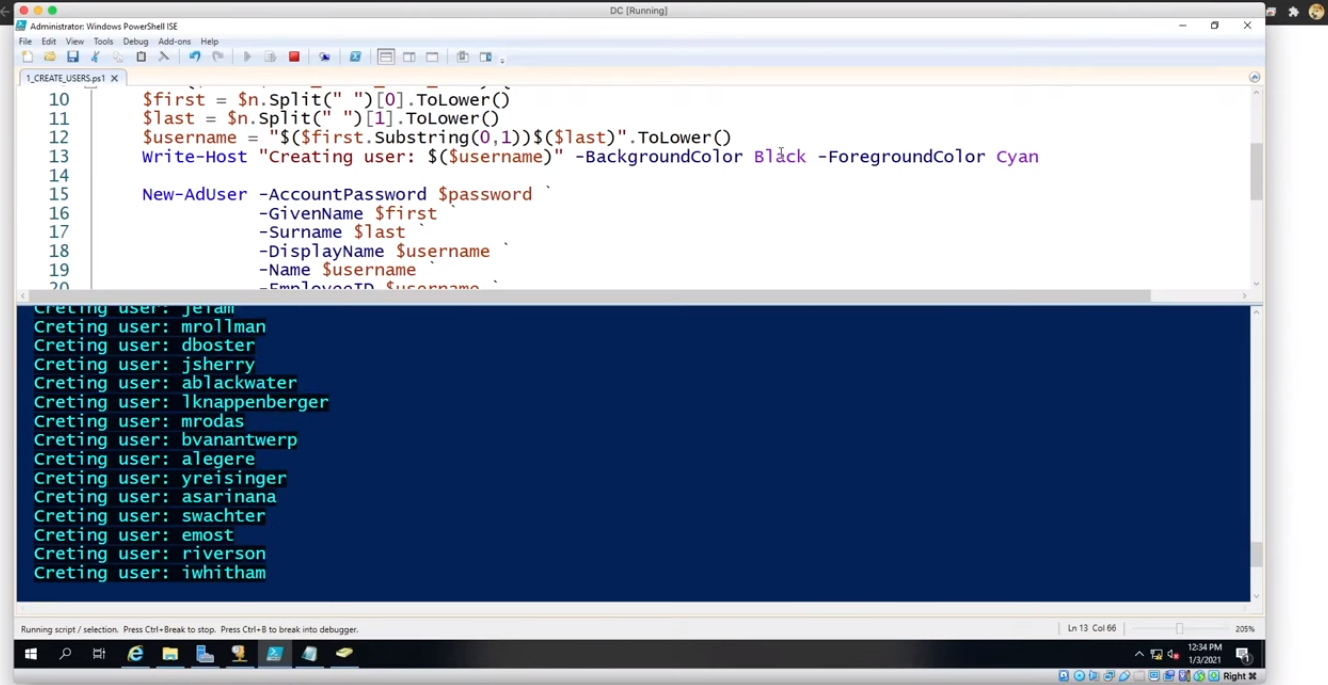 DC [Running]
Administrator: Windows PowerShell ISE
File Edit View Tools Debug Add-ons Help
1_CREATE_USERS.ps1 X
10 $first = $n.Split(" ")[0].ToLower()
11 $last = $n.Split(" ")[1].ToLower()
12 $username = "$($first.Substring(0,1))$($last)".ToLower()
13 Write-Host "Creating user: $($username)" -BackgroundColor Black -ForegroundColor Cyan
14
15 New-AdUser -AccountPassword $password `
16 -GivenName $first `
17 -Surname $last `
18 -DisplayName $username `
19 -Name $username `
20 -EmployeeID $username `
Creting user: jefam
Creting user: mrollman
Creting user: dboster
Creting user: jsherry
Creting user: ablackwater
Creting user: lknappenberger
Creting user: mrodas
Creting user: bvanantwerp
Creting user: alegere
Creting user: yreisinger
Creting user: asarinana
Creting user: swachter
Creting user: emost
Creting user: riverson
Creting user: iwhitham
Running script / selection. Press Ctrl+Break to stop. Press Ctrl+B to break into debugger.
Ln 13 Col 66
205%
12:34 PM
1/3/2021
1
Right ⌘